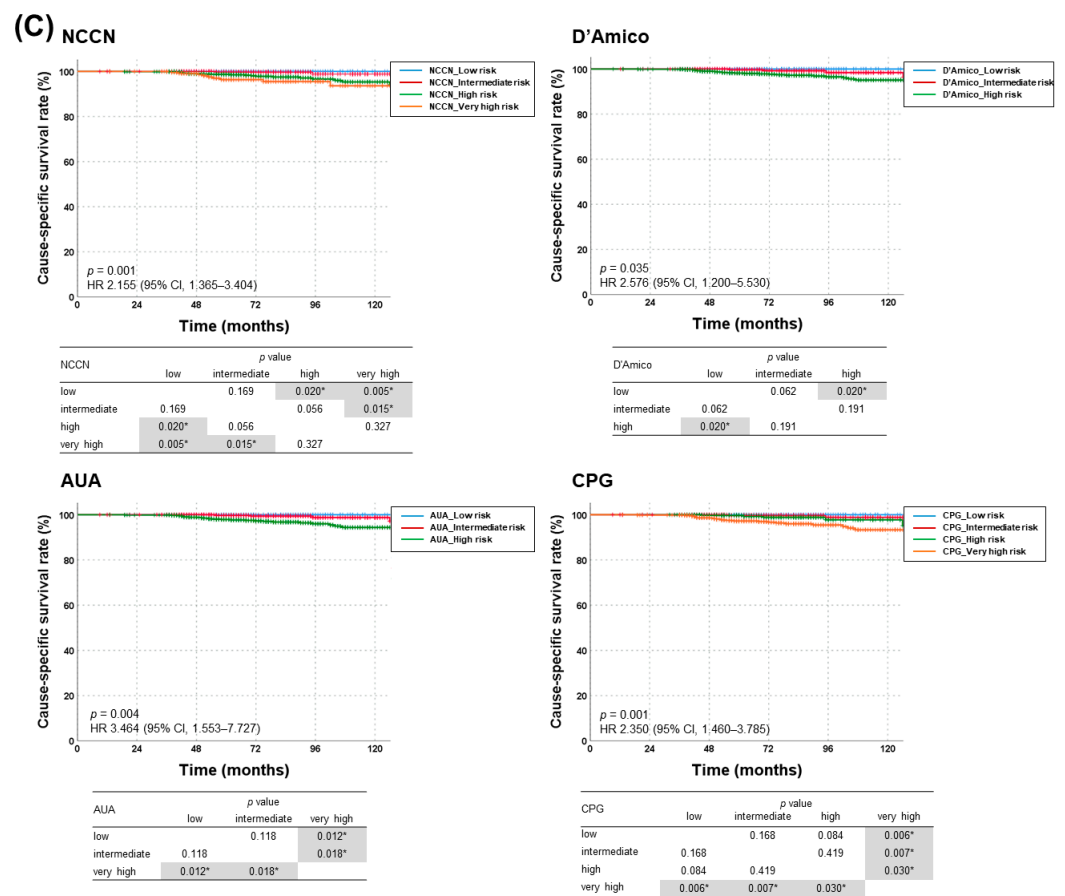 (C)
NCCN
Cause-specific survival rate (%)
100
80
60
40
20
0
0 24 48 72 96 120
Time (months)
NCCN_Low risk
NCCN_Intermediate risk
NCCN_High risk
NCCN_Very high risk
p = 0.001
HR 2.155 (95% CI, 1.365–3.404)
NCCN p value
low intermediate high very high
low 0.169 0.020* 0.005*
intermediate 0.169 0.056 0.015*
high 0.020* 0.056 0.327
very high 0.005* 0.015* 0.327
D'Amico
Cause-specific survival rate (%)
100
80
60
40
20
0
0 24 48 72 96 120
Time (months)
D'Amico_Low risk
D'Amico_Intermediate risk
D'Amico_High risk
p = 0.035
HR 2.576 (95% CI, 1.200–5.530)
D'Amico p value
low intermediate high
low 0.062 0.020*
intermediate 0.062 0.191
high 0.020* 0.191
AUA
Cause-specific survival rate (%)
100
80
60
40
20
0
0 24 48 72 96 120
Time (months)
AUA_Low risk
AUA_Intermediate risk
AUA_High risk
p = 0.004
HR 3.464 (95% CI, 1.553–7.727)
AUA p value
low intermediate very high
low 0.118 0.012*
intermediate 0.118 0.018*
very high 0.012* 0.018*
CPG
Cause-specific survival rate (%)
100
80
60
40
20
0
0 24 48 72 96 120
Time (months)
CPG_Low risk
CPG_Intermediate risk
CPG_High risk
CPG_Very high risk
p = 0.001
HR 2.350 (95% CI, 1.460–3.785)
CPG p value
low intermediate high very high
low 0.168 0.084 0.006*
intermediate 0.168 0.419 0.007*
high 0.084 0.419 0.030*
very high 0.006* 0.007* 0.030*